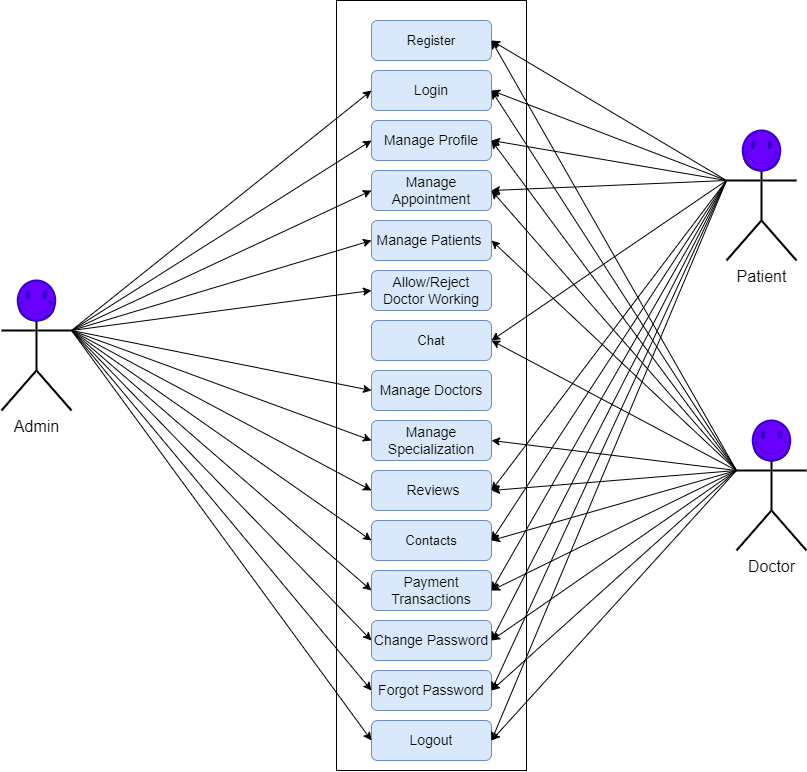 Register
Login
Manage Profile
Manage
Appointment
Manage Patients
Allow/Reject
Doctor Working
Chat
Manage Doctors
Manage
Specialization
Reviews
Contacts
Payment
Transactions
Change Password
Forgot Password
Logout
Admin
Patient
Doctor